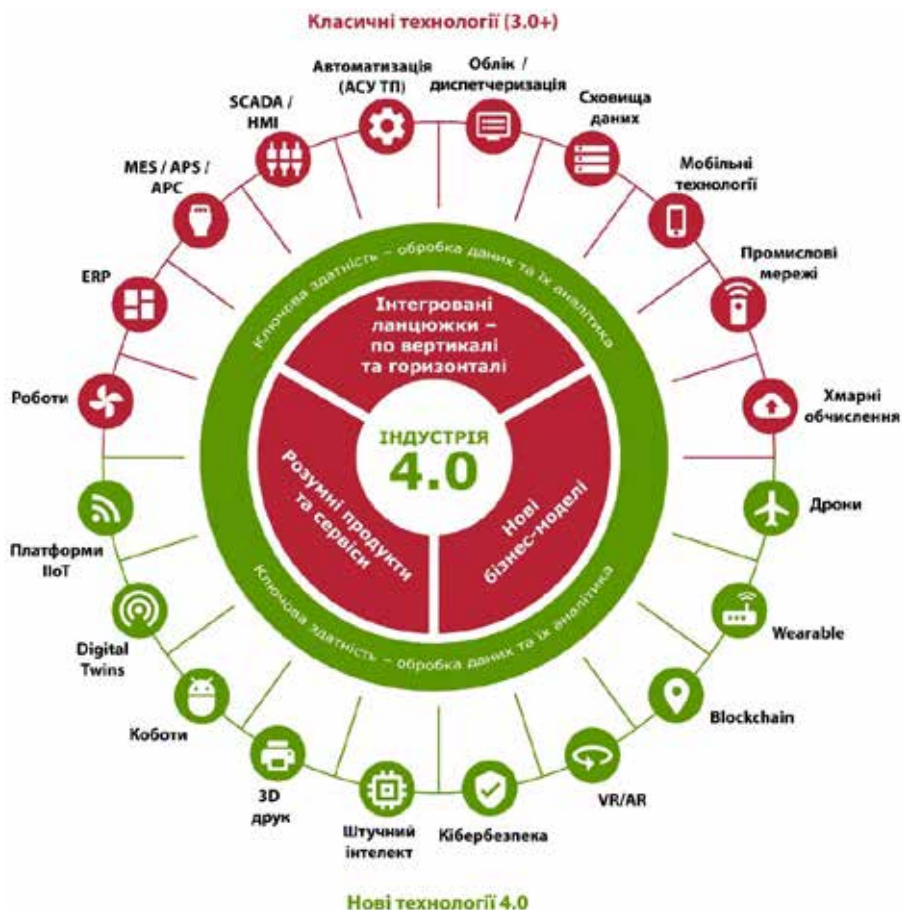 Класичні технології (3.0+)
Автоматизація
(АСУ ТП)
Облік /
диспетчеризація
SCADA /
HMI
Сховища
даних
MES / APS /
APC
Мобільні
технології
ERP
Промислові
мережі
Роботи
Хмарні
обчислення
Ключова здатність – обробка даних та їх аналітика
Інтегровані
ланцюжки –
по вертикалі
та горизонталі
ІНДУСТРІЯ
4.0
Розумні продукти
та сервіси
Нові
бізнес-моделі
Ключова здатність – обробка даних та їх аналітика
Платформи
IIoT
Дрони
Digital
Twins
Wearable
Коботи
Blockchain
3D
друк
VR/AR
Штучний
інтелект
Кібербезпека
Нові технології 4.0